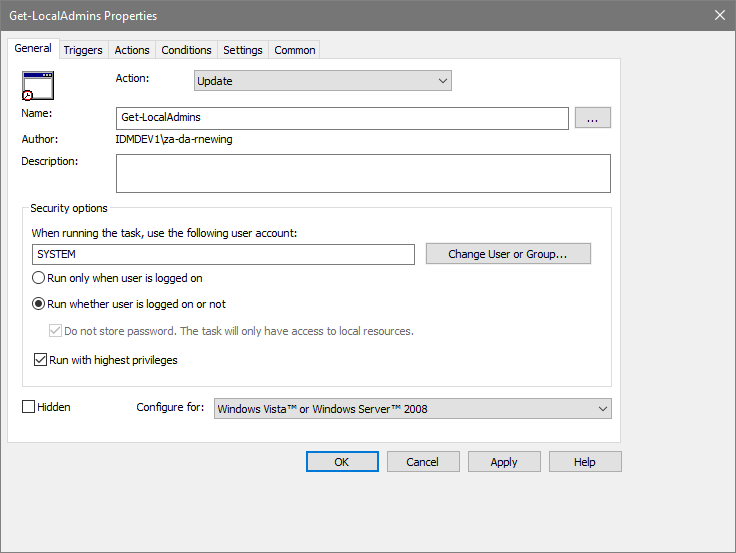 Get-LocalAdmins Properties
General Triggers Actions Conditions Settings Common
Action: Update
Name: Get-LocalAdmins ...
Author: IDMDEV1\za-da-rnewing
Description:
Security options
When running the task, use the following user account:
SYSTEM Change User or Group...
Run only when user is logged on
Run whether user is logged on or not
Do not store password. The task will only have access to local resources.
Run with highest privileges
Hidden Configure for: Windows Vista™ or Windows Server™ 2008
OK Cancel Apply Help